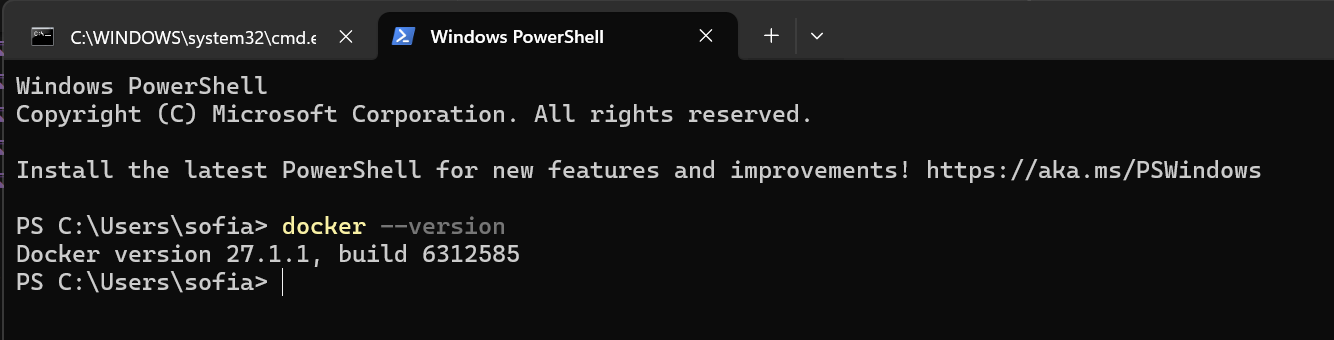 C:\WINDOWS\system32\cmd.e
Windows PowerShell
Windows PowerShell
Copyright (C) Microsoft Corporation. All rights reserved.
Install the latest PowerShell for new features and improvements! https://aka.ms/PSWindows
PS C:\Users\sofia> docker --version
Docker version 27.1.1, build 6312585
PS C:\Users\sofia>